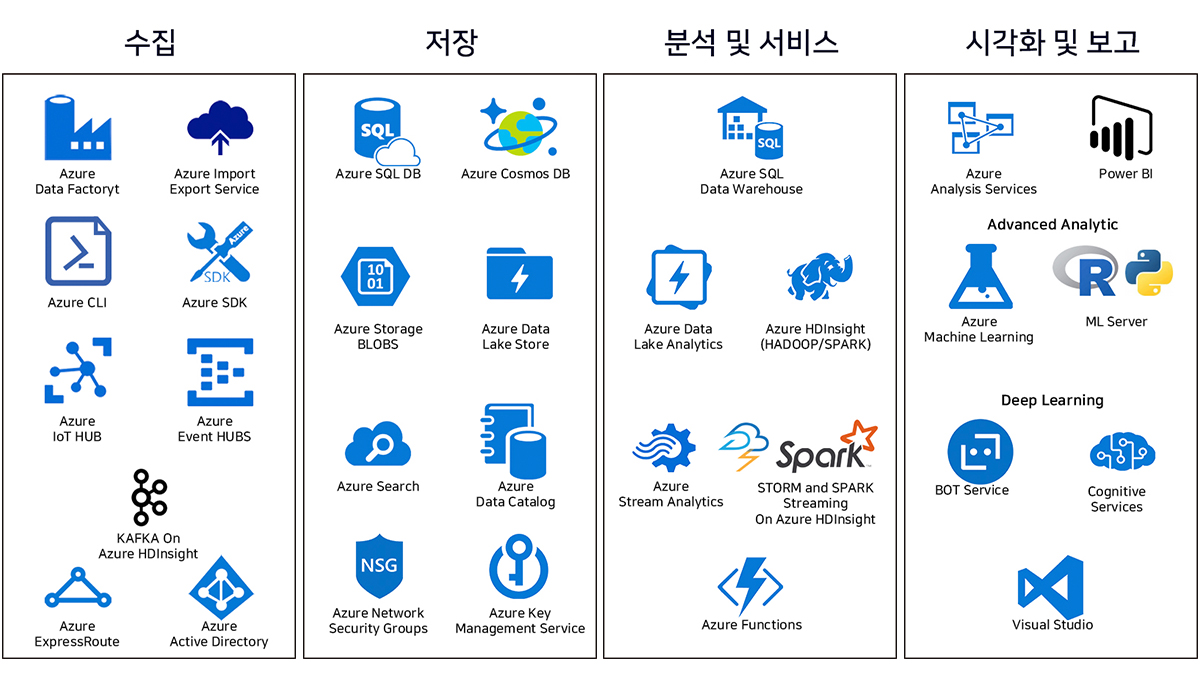 수집
저장
분석 및 서비스
시각화 및 보고
Azure
Data Factoryt
Azure Import
Export Service
Azure CLI
Azure
SDK
Azure SDK
Azure
IoT HUB
Azure
Event HUBS
KAFKA On
Azure HDInsight
Azure
ExpressRoute
Azure
Active Directory
SQL
Azure SQL DB
Azure Cosmos DB
10
01
Azure Storage
BLOBS
Azure Data
Lake Store
Azure Search
Azure
Data Catalog
NSG
Azure Network
Security Groups
Azure Key
Management Service
SQL
Azure SQL
Data Warehouse
Azure Data
Lake Analytics
Azure HDInsight
(HADOOP/SPARK)
Azure
Stream Analytics
Spark™
STORM and SPARK
Streaming
On Azure HDInsight
Azure Functions
Azure
Analysis Services
Power BI
Advanced Analytic
Azure
Machine Learning
R
ML Server
Deep Learning
BOT Service
Cognitive
Services
Visual Studio